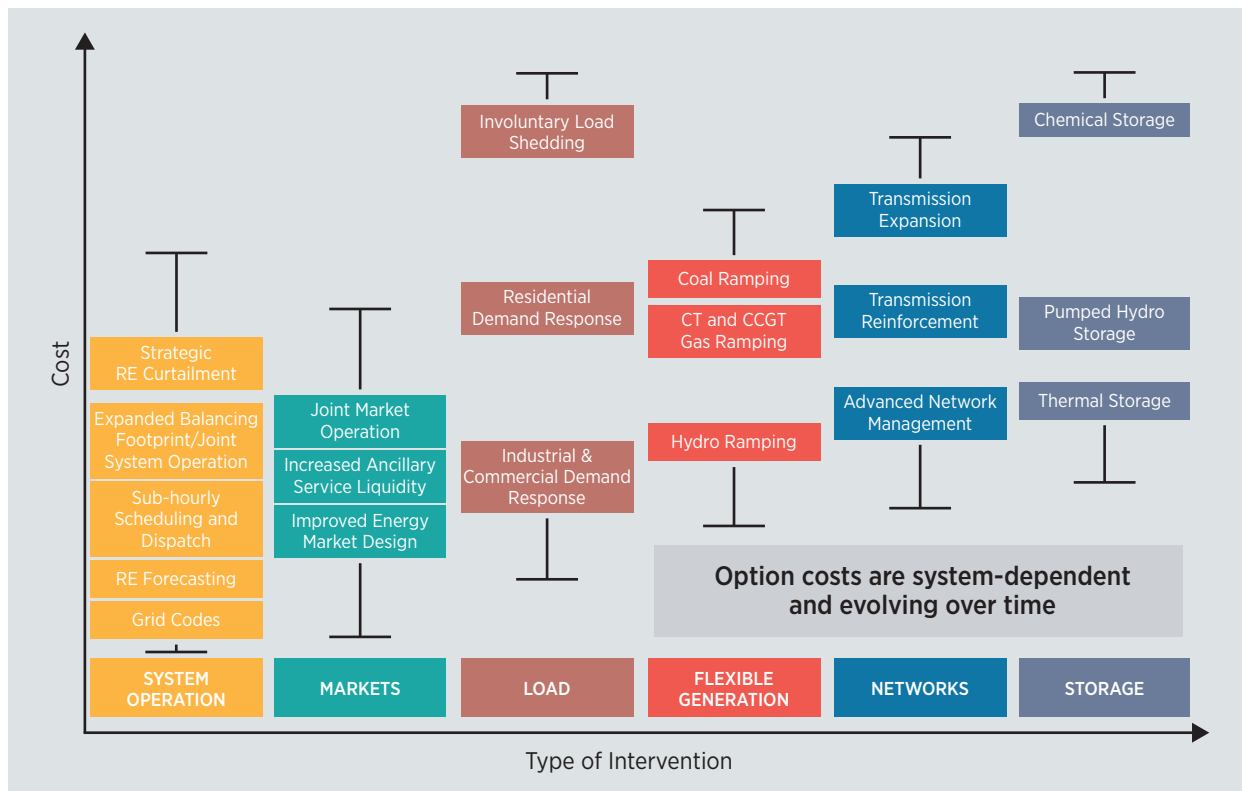 Cost
Strategic
RE Curtailment
Expanded Balancing
Footprint/Joint
System Operation
Sub-hourly
Scheduling and
Dispatch
RE Forecasting
Grid Codes
SYSTEM
OPERATION
Joint Market
Operation
Increased Ancillary
Service Liquidity
Improved Energy
Market Design
MARKETS
Involuntary Load
Shedding
Residential
Demand Response
Industrial &
Commercial Demand
Response
LOAD
Coal Ramping
CT and CCGT
Gas Ramping
Hydro Ramping
FLEXIBLE
GENERATION
Transmission
Expansion
Transmission
Reinforcement
Advanced Network
Management
NETWORKS
Chemical Storage
Pumped Hydro
Storage
Thermal Storage
STORAGE
Option costs are system-dependent
and evolving over time
Type of Intervention